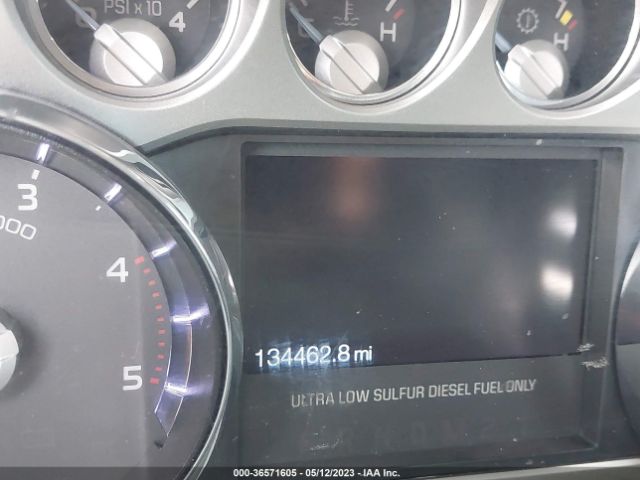 PSI x 10 4
C H
H
3
000
4
5
134462.8 mi
ULTRA LOW SULFUR DIESEL FUEL ONLY
000-36571605 - 05/12/2023 - IAA Inc.